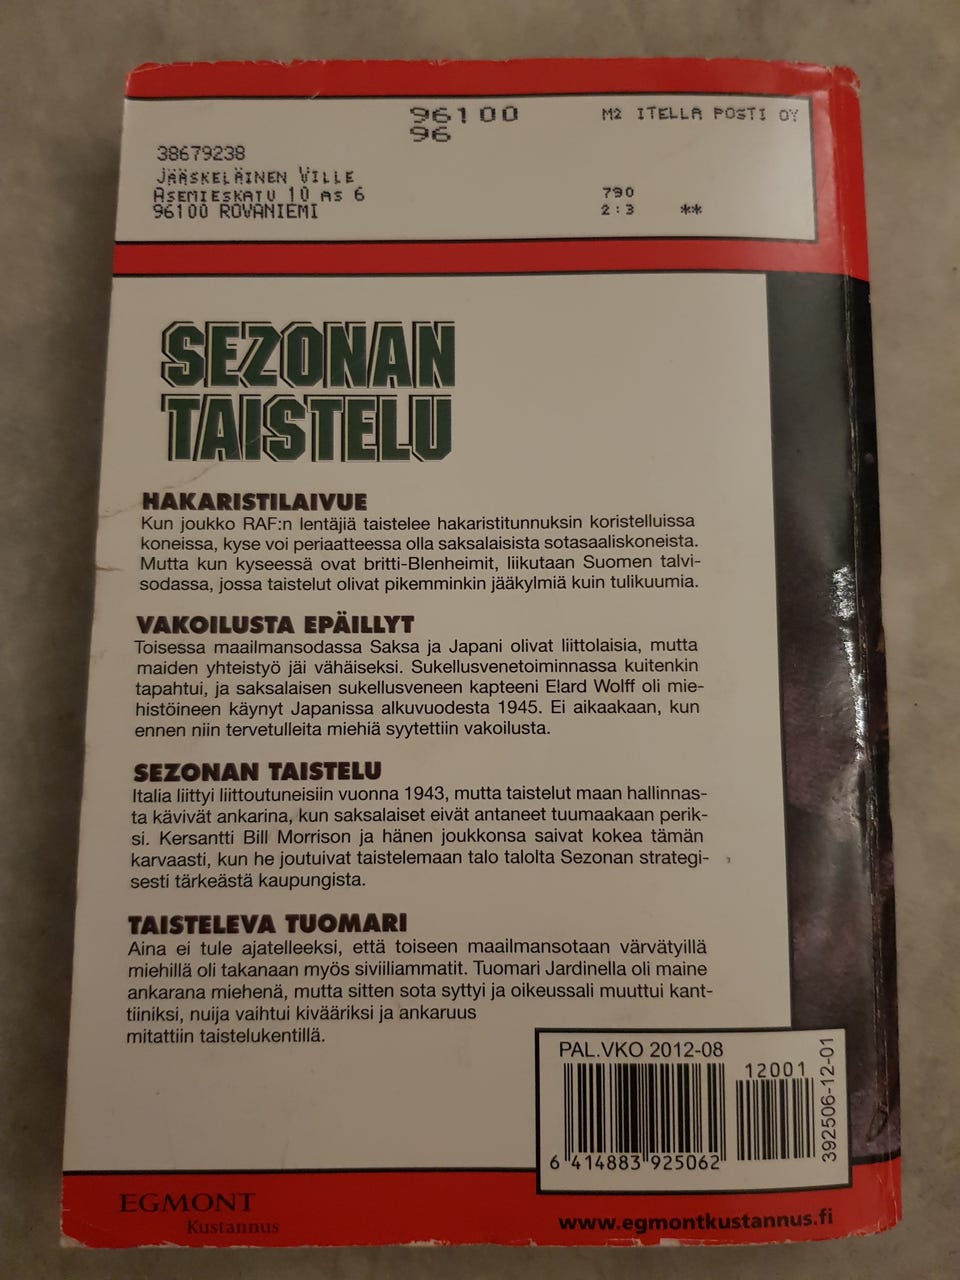 96100
96
M2 ITELLA POSTI OY
38679238
JÄÄSKELÄINEN VILLE
ASEMIESKATU 10 AS 6
96100 ROVANIEMI
790
2:3 **
SEZONAN
TAISTELU
HAKARISTILAIVUE
Kun joukko RAF:n lentäjiä taistelee hakaristitunnuksin koristelluissa
koneissa, kyse voi periaatteessa olla saksalaisista sotasaaliskoneista.
Mutta kun kyseessä ovat britti-Blenheimit, liikutaan Suomen talvi-
sodassa, jossa taistelut olivat pikemminkin jääkylmiä kuin tulikuumia.
VAKOILUSTA EPÄILLYT
Toisessa maailmansodassa Saksa ja Japani olivat liittolaisia, mutta
maiden yhteistyö jäi vähäiseksi. Sukellusvenetoiminnassa kuitenkin
tapahtui, ja saksalaisen sukellusveneen kapteeni Elard Wolff oli mie-
histöineen käynyt Japanissa alkuvuodesta 1945. Ei aikaakaan, kun
ennen niin tervetulleita miehiä syytettiin vakoilusta.
SEZONAN TAISTELU
Italia liittyi liittoutuneisiin vuonna 1943, mutta taistelut maan hallinnas-
ta kävivät ankarina, kun saksalaiset eivät antaneet tuumaakaan perik-
si. Kersantti Bill Morrison ja hänen joukkonsa saivat kokea tämän
karvaasti, kun he joutuivat taistelemaan talo talolta Sezonan strategi-
sesti tärkeästä kaupungista.
TAISTELEVA TUOMARI
Aina ei tule ajatelleeksi, että toiseen maailmansotaan värvätyillä
miehillä oli takanaan myös siviiliammatit. Tuomari Jardinella oli maine
ankarana miehenä, mutta sitten sota syttyi ja oikeussali muuttui kant-
tiiniksi, nuija vaihtui kivääriksi ja ankaruus
mitattiin taistelukentillä.
PAL.VKO 2012-08
12001
6 414883 925062
392506-12-01
EGMONT
Kustannus
www.egmontkustannus.fi